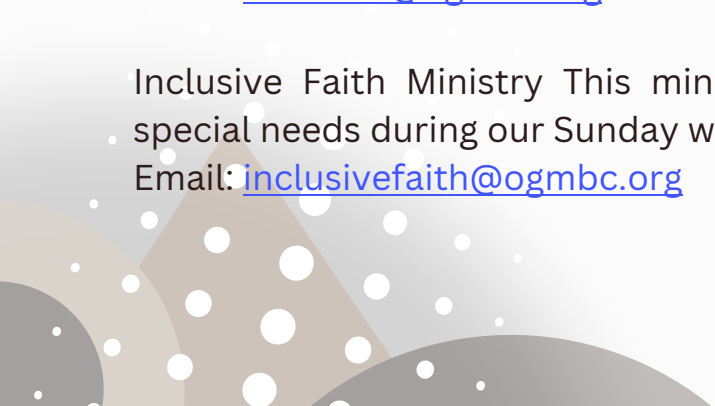 Inclusive Faith Ministry This min
special needs during our Sunday w
Email: inclusivefaith@ogmbc.org